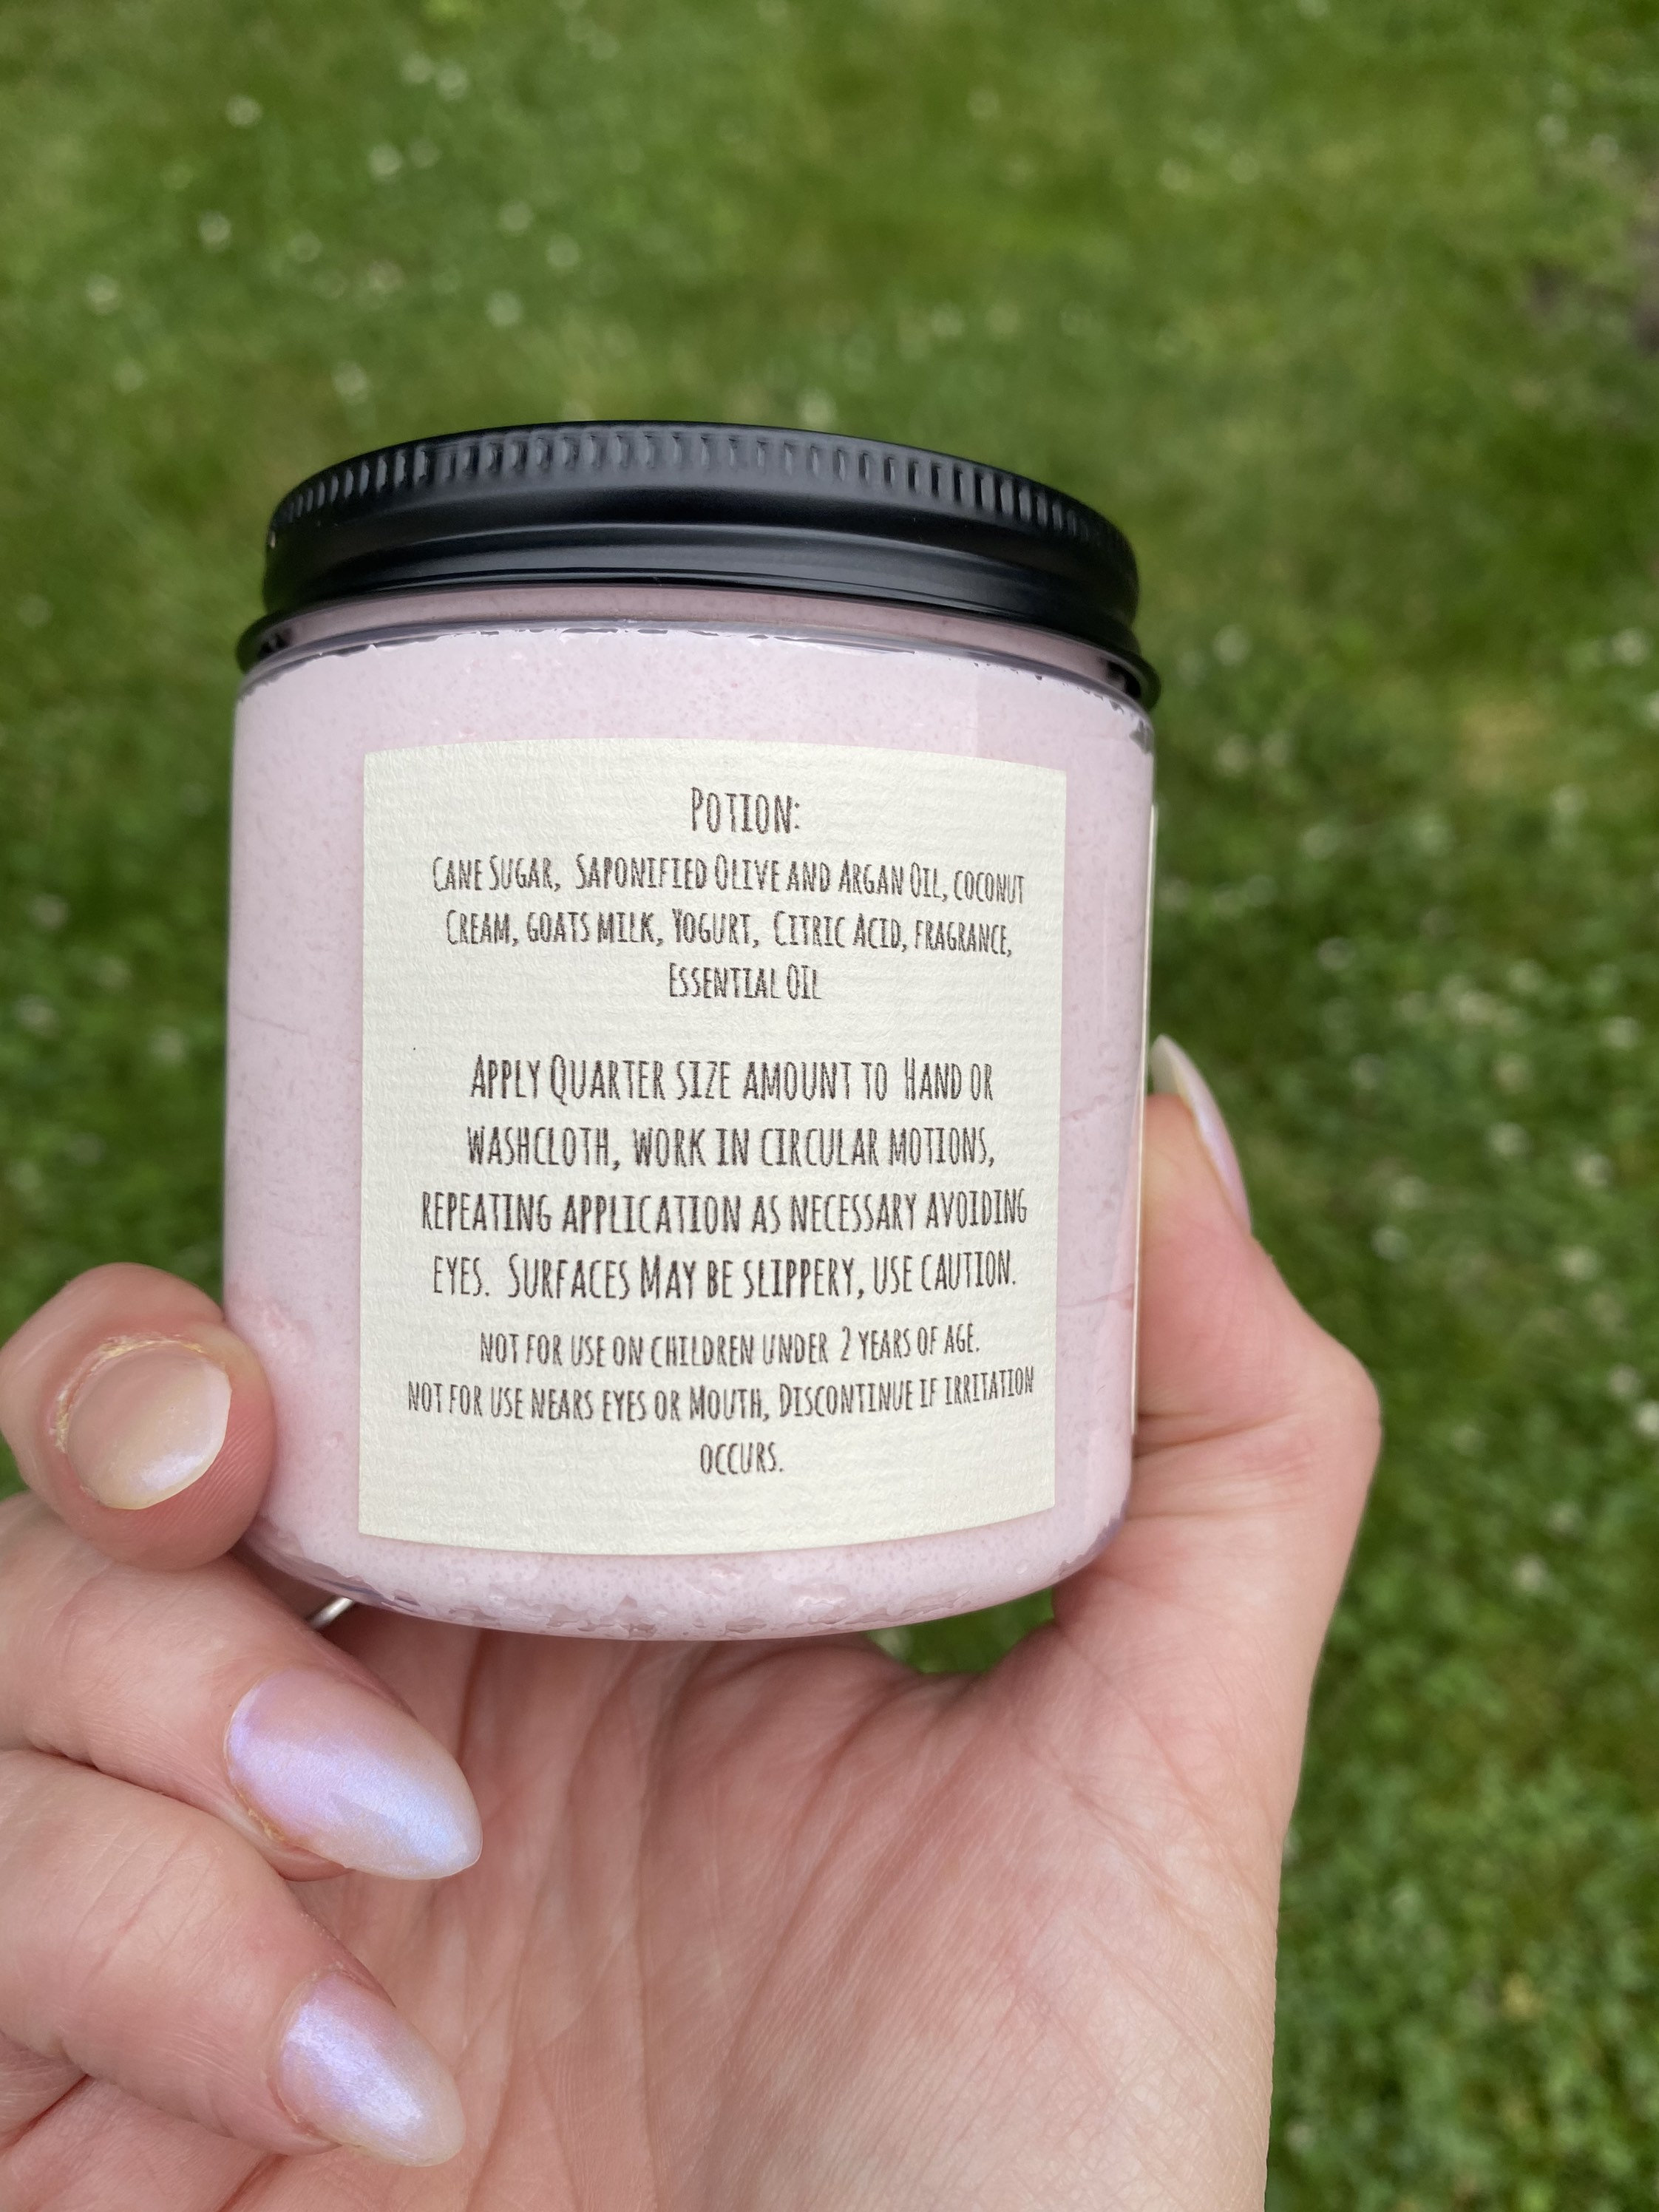 Potion:
Cane Sugar, Saponified Olive and Argan Oil, coconut
Cream, goats milk, Yogurt, Citric Acid, fragrance,
Essential Oil
Apply Quarter size amount to Hand or
washcloth, work in circular motions,
repeating application as necessary avoiding
eyes. Surfaces May be slippery, use caution.
not for use on children under 2 years of age.
not for use nears eyes or Mouth, Discontinue if irritation
occurs.